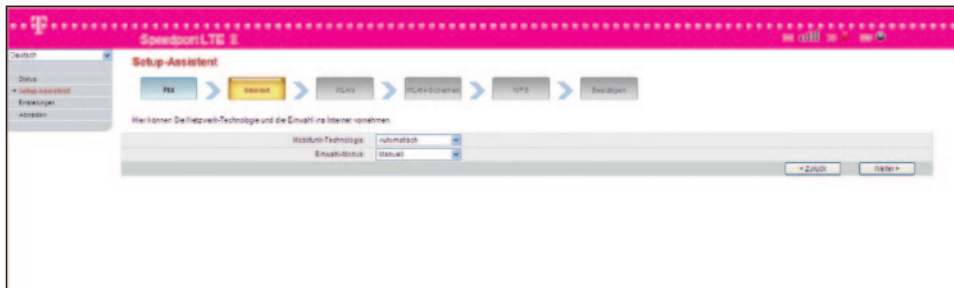 Speedport LTE II
Deutsch
Status
Setup-Assistent
Einstellungen
Abmelden
Setup-Assistent
PIN
Internet
WLAN
WLAN-Sicherheit
WPS
Bestätigen
Hier können Sie Netzwerk-Technologie und die Einwahl ins Internet vornehmen.
Mobilfunk-Technologie: Automatisch
Einwahl-Modus: Manuell
< Zurück
Weiter >